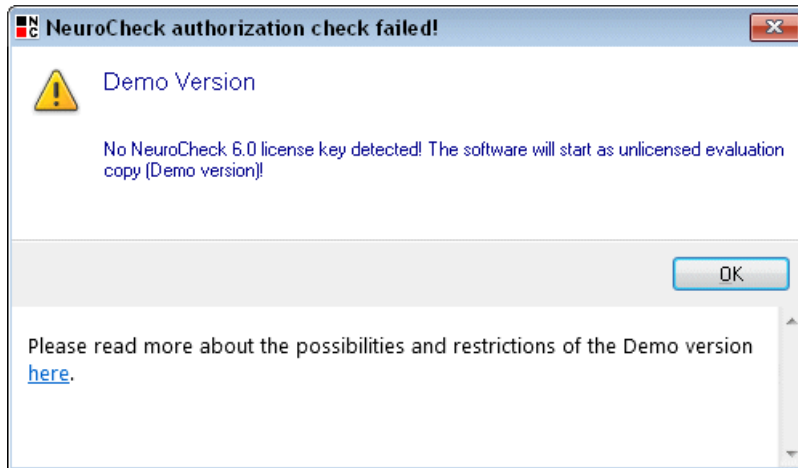 NC NeuroCheck authorization check failed!
Demo Version
No NeuroCheck 6.0 license key detected! The software will start as unlicensed evaluation
copy (Demo version)!
OK
Please read more about the possibilities and restrictions of the Demo version
here.